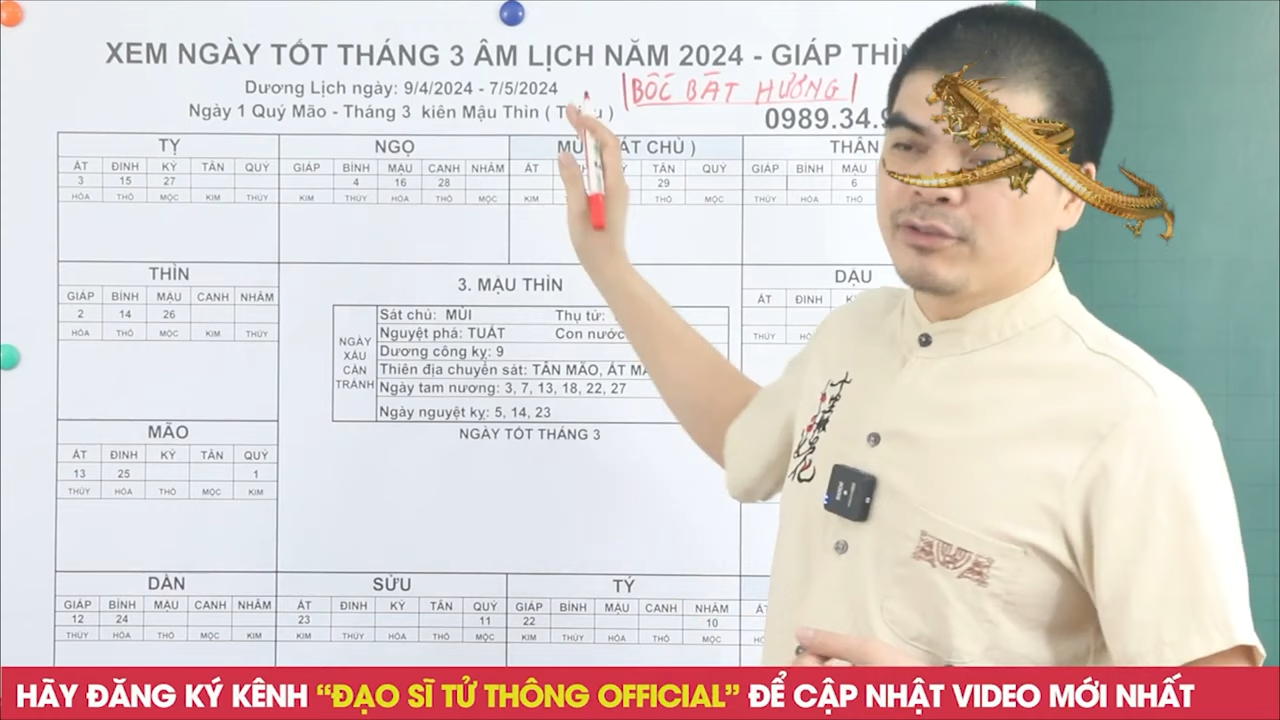 XEM NGÀY TỐT THÁNG 3 ÂM LỊCH NĂM 2024 - GIÁP THÌN
Dương Lịch ngày: 9/4/2024 - 7/5/2024
BỐC BÁT HƯƠNG
Ngày 1 Quý Mão - Tháng 3 kiên Mậu Thìn (
0989.34.9
TỴ NGỌ MÙI ÁT CHỦ ) THÂN
ẤT ĐINH KỶ TÂN QUÝ GIÁP BÍNH MẬU CANH NHÂM ẤT TÂN QUÝ GIÁP BÍNH MẬU
3 15 27 4 16 28 29 6
HỎA THỔ MỘC KIM THỦY KIM THỦY HỎA THỔ MỘC KIM THỔ MỘC KIM THỦY HỎA
THÌN
GIÁP BÍNH MẬU CANH NHÂM
2 14 26
HỎA THỔ MỘC KIM THỦY
3. MẬU THÌN
NGÀY XẤU CẦN TRÁNH
Sát chủ: MÙI Thụ tử:
Nguyệt phá: TUẤT Con nước
Dương công kỵ: 9
Thiên địa chuyển sát: TÂN MÃO, ẤT MÃ
Ngày tam nương: 3, 7, 13, 18, 22, 27
Ngày nguyệt kỵ: 5, 14, 23
NGÀY TỐT THÁNG 3
DẬU
ẤT ĐINH
THỦY HỎA
MÃO
ẤT ĐINH KỶ TÂN QUÝ
13 25 1
THỦY HỎA THỔ MỘC KIM
DẦN SỬU TÝ
GIÁP BÍNH MẬU CANH NHÂM ẤT ĐINH KỶ TÂN QUÝ GIÁP BÍNH MẬU CANH NHÂM
12 24 23 11 22 10
THỦY HỎA THỔ MỘC KIM KIM THỦY HỎA THỔ MỘC KIM THỦY HỎA THỔ MỘC
HÃY ĐĂNG KÝ KÊNH “ĐẠO SĨ TỬ THÔNG OFFICIAL” ĐỂ CẬP NHẬT VIDEO MỚI NHẤT